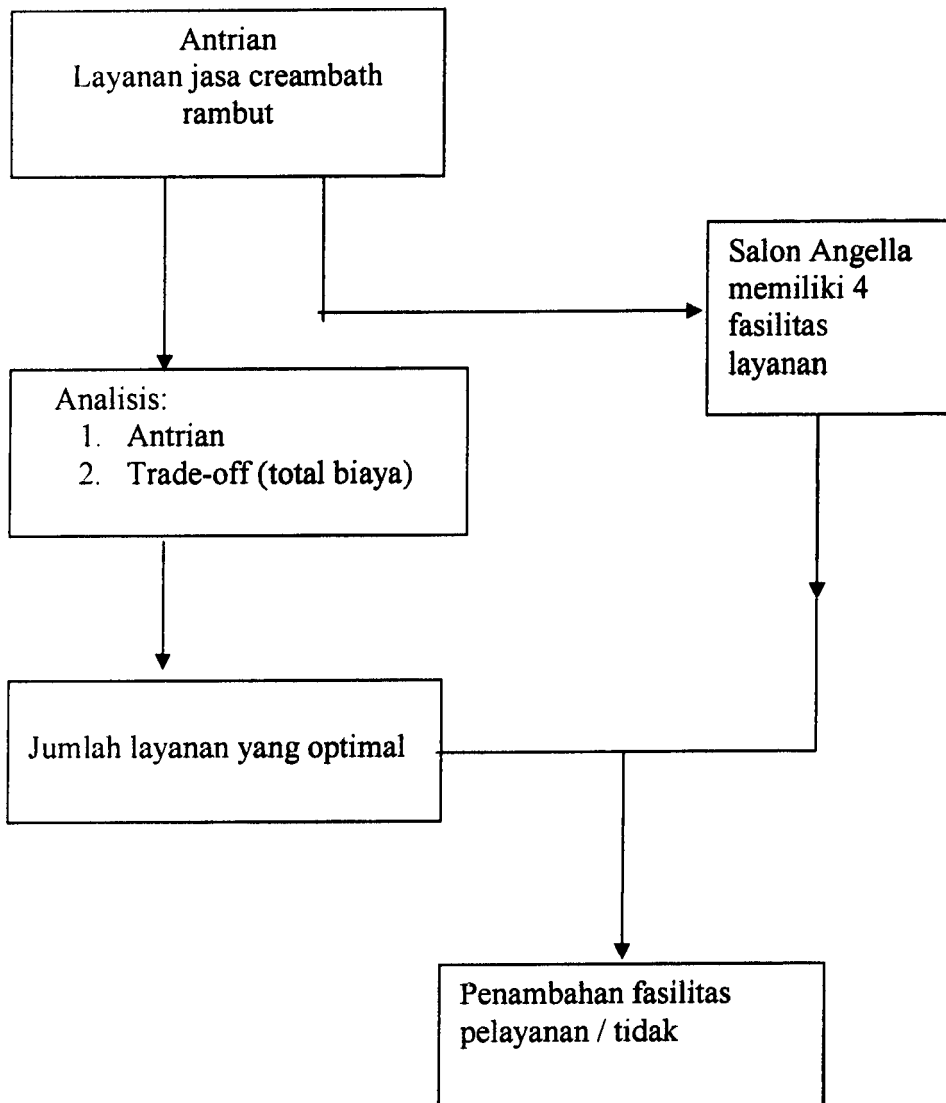 Antrian
Layanan jasa creambath
rambut
Salon Angella
memiliki 4
fasilitas
layanan
Analisis:
1. Antrian
2. Trade-off (total biaya)
Jumlah layanan yang optimal
Penambahan fasilitas
pelayanan / tidak